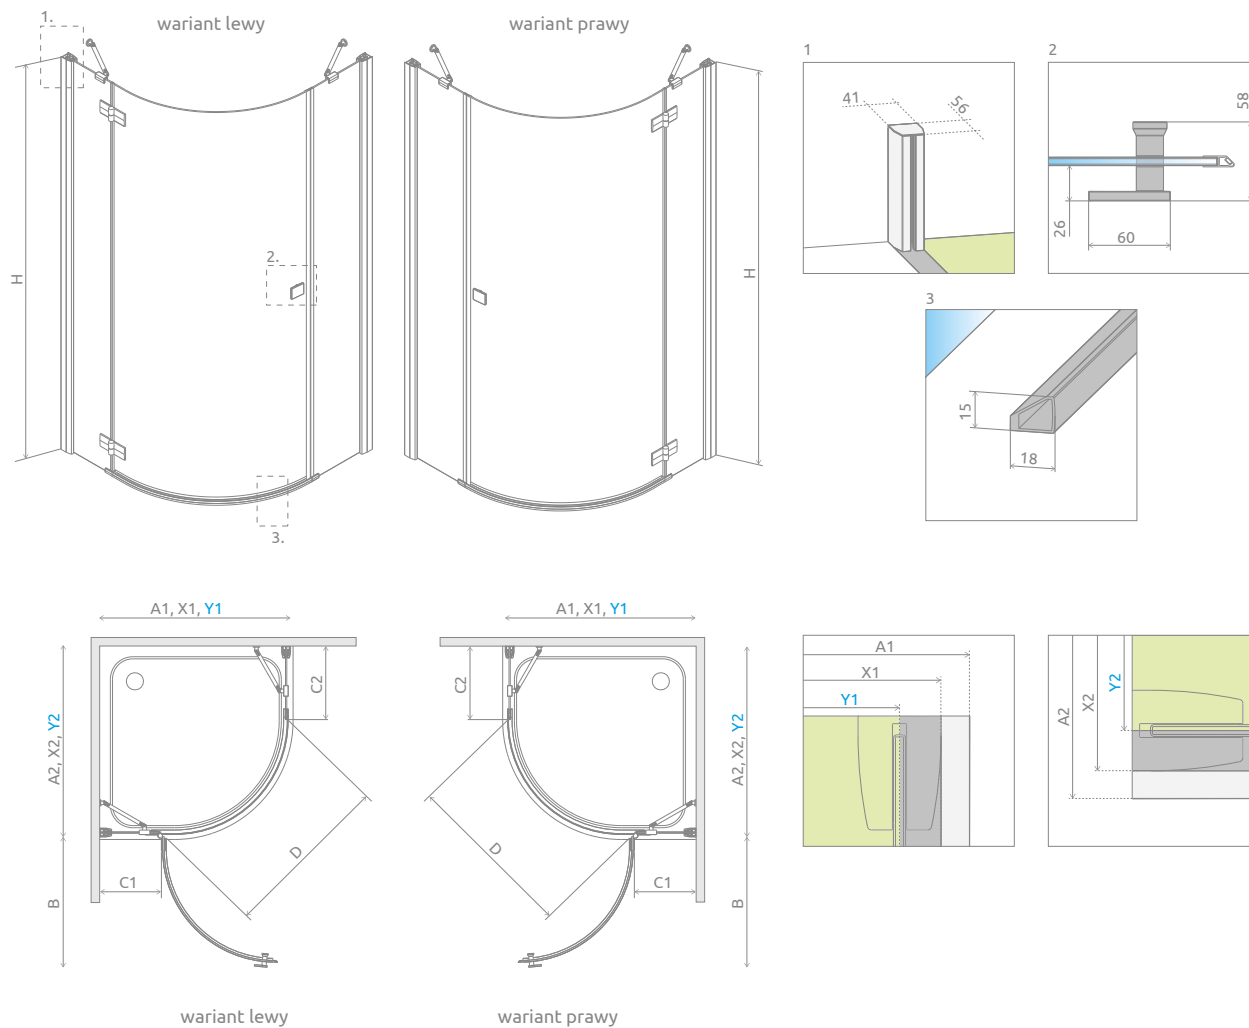 wariant lewy
wariant prawy
1.
H
2.
3.
H
1
41
56
2
58
26
60
3
15
18
A1, X1, Y1
A2, X2, Y2
C2
D
C1
B
A1, X1, Y1
C2
A2, X2, Y2
D
C1
B
A1
X1
Y1
A2
X2
Y2
wariant lewy
wariant prawy